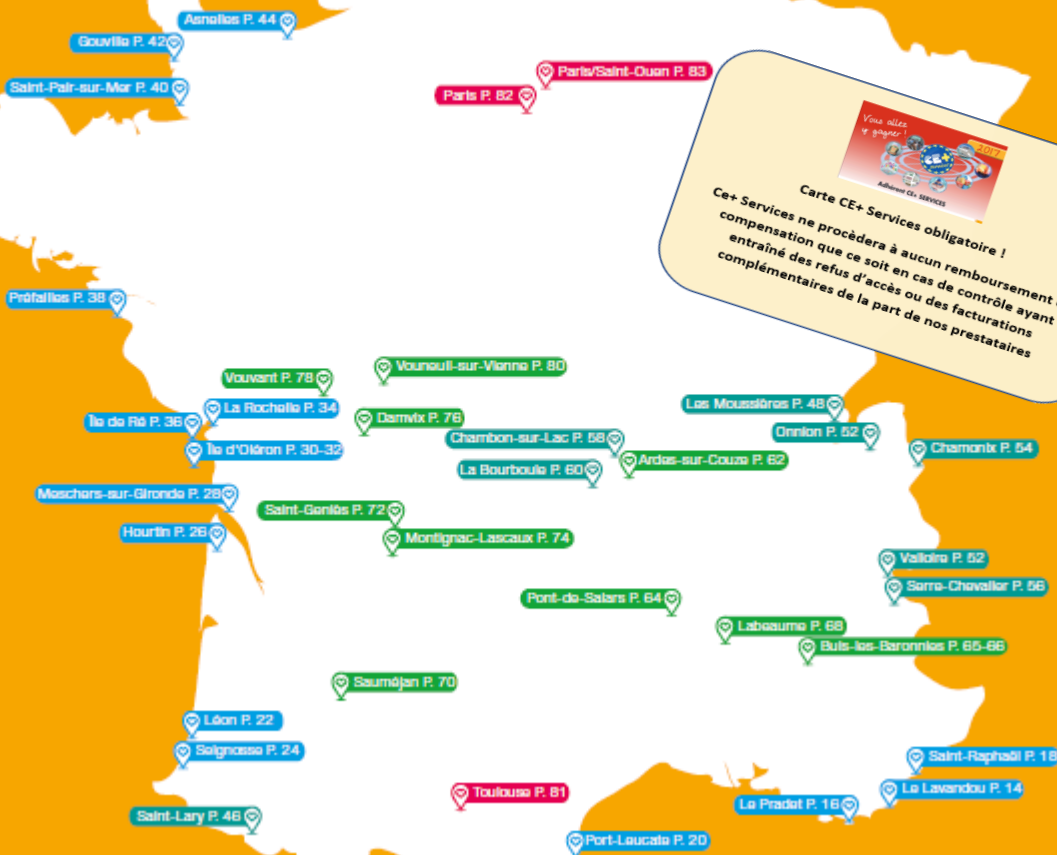 Asnelles P. 44
Gouville P. 42
Saint-Pair-sur-Mer P. 40
Paris/Saint-Ouen P. 83
Paris P. 82
Vous allez
y gagner !
2017
CE+
Adhérent CE+ SERVICES
Carte CE+ Services obligatoire !
Ce+ Services ne procèdera à aucun remboursement
compensation que ce soit en cas de contrôle ayant
entraîné des refus d'accès ou des facturations
complémentaires de la part de nos prestataires
Préfailles P. 38
Vouneuil-sur-Vienne P. 80
Vouvant P. 78
La Rochelle P. 34
Île de Ré P. 36
Damvix P. 76
Île d'Oléron P. 30-32
Les Moussières P. 48
Onnion P. 52
Chamonix P. 54
Chambon-sur-Lac P. 58
Ardes-sur-Couze P. 62
La Bourboule P. 60
Meschers-sur-Gironde P. 28
Saint-Geniès P. 72
Hourtin P. 26
Montignac-Lascaux P. 74
Valloire P. 52
Serre-Chevalier P. 56
Pont-de-Salars P. 64
Labeaume P. 68
Buis-les-Baronnies P. 65-66
Sauméjan P. 70
Léon P. 22
Seignosse P. 24
Saint-Raphaël P. 18
Le Lavandou P. 14
Toulouse P. 81
Le Pradet P. 16
Saint-Lary P. 46
Port-Leucate P. 20